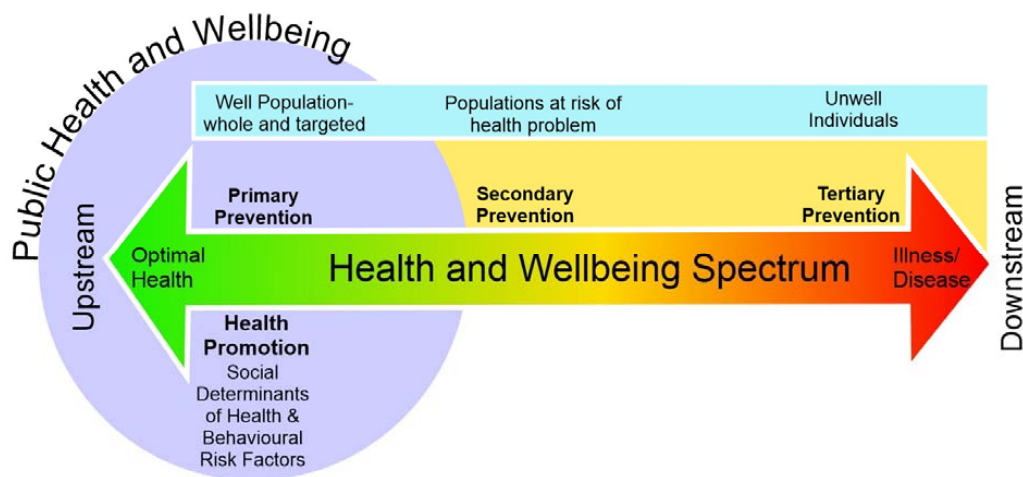 Public Health and Wellbeing
Well Population-
whole and targeted
Populations at risk of
health problem
Unwell
Individuals
Primary
Prevention
Secondary
Prevention
Tertiary
Prevention
Upstream
Optimal
Health
Health and Wellbeing Spectrum
Illness/
Disease
Downstream
Health
Promotion
Social
Determinants
of Health &
Behavioural
Risk Factors